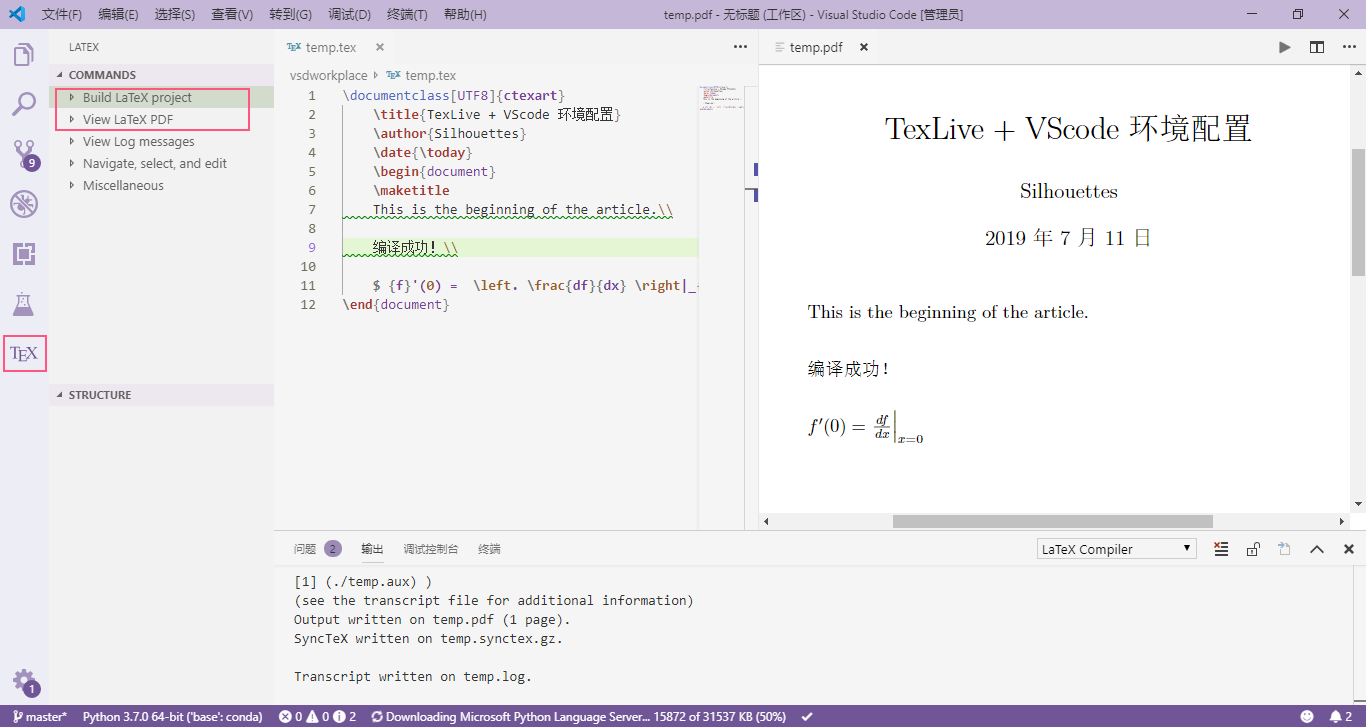 文件(F) 编辑(E) 选择(S) 查看(V) 转到(G) 调试(D) 终端(T) 帮助(H) temp.pdf - 无标题 (工作区) - Visual Studio Code [管理员]
LATEX
COMMANDS
Build LaTeX project
View LaTeX PDF
View Log messages
Navigate, select, and edit
Miscellaneous
STRUCTURE
9
TEX
1
TEX temp.tex
vsdworkplace TEX temp.tex
1 \documentclass[UTF8]{ctexart}
2 \title{TexLive + VScode 环境配置}
3 \author{Silhouettes}
4 \date{\today}
5 \begin{document}
6 \maketitle
7 This is the beginning of the article.\\
8
9 编译成功！\\
10
11 $ {f}'(0) = \left. \frac{df}{dx} \right|_
12 \end{document}
temp.pdf
TexLive + VScode 环境配置
Silhouettes
2019 年 7 月 11 日
This is the beginning of the article.
编译成功！
f′(0) = df/dx|x=0
问题 2 输出 调试控制台 终端 LaTeX Compiler
[1] (./temp.aux) )
(see the transcript file for additional information)
Output written on temp.pdf (1 page).
SyncTeX written on temp.synctex.gz.
Transcript written on temp.log.
master* Python 3.7.0 64-bit ('base': conda) 0 0 2 Downloading Microsoft Python Language Server... 15872 of 31537 KB (50%) 2